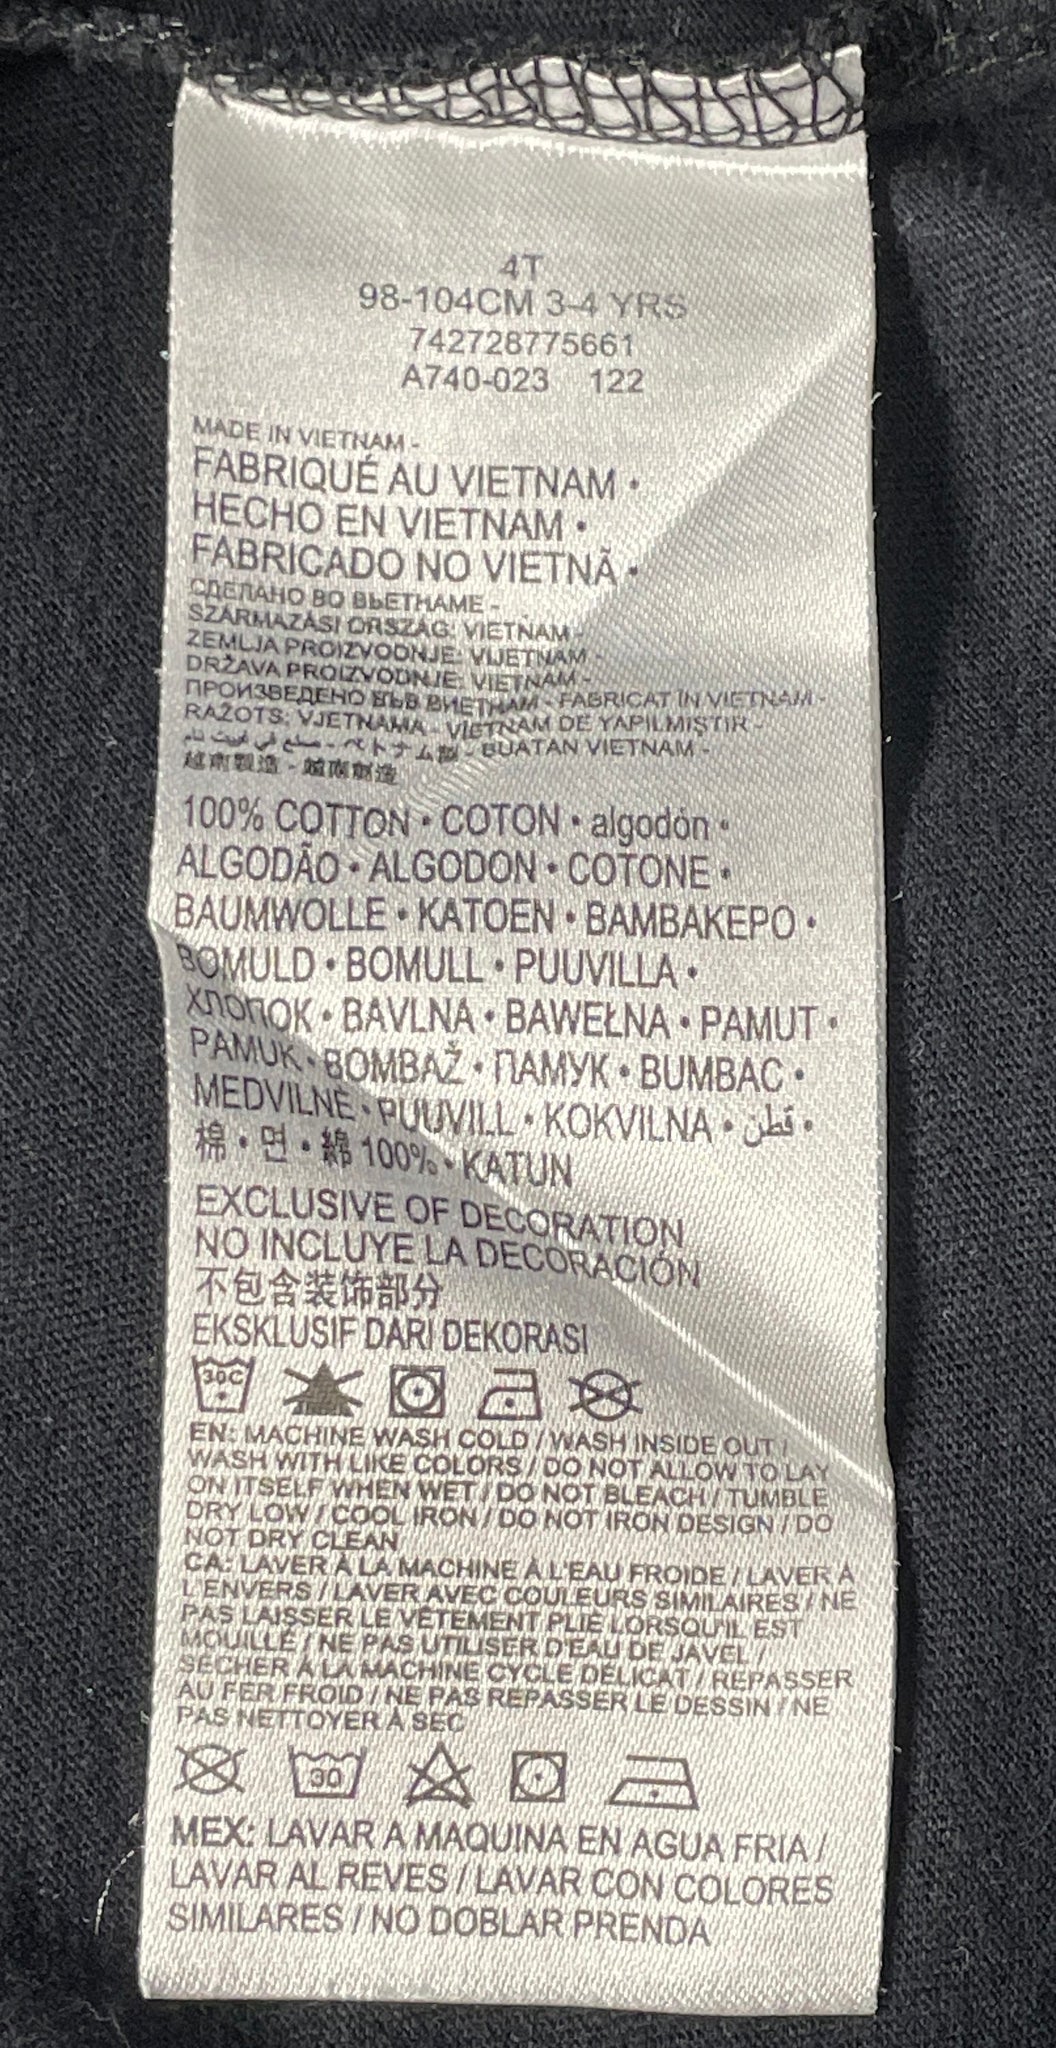 4T
98-104CM 3-4 YRS
742728775661
A740-023 122
MADE IN VIETNAM -
FABRIQUÉ AU VIETNAM •
HECHO EN VIETNAM •
FABRICADO NO VIETNÃ •
СДЕЛАНО ВО ВЬЕТНАМЕ -
SZÁRMAZÁSI ORSZÁG: VIETNAM -
ZEMLJA PROIZVODNJE: VIJETNAM -
DRŽAVA PROIZVODNJE: VIETNAM -
ПРОИЗВЕДЕНО ВЪВ ВИЕТНАМ - FABRICAT ÎN VIETNAM -
RAŽOTS: VJETNAMA - VİETNAM DE YAPILMIŞTIR -
صنع في فيت نام - ベトナム製 - BUATAN VIETNAM -
越南製造 - 越南制造
100% COTTON • COTON • algodón •
ALGODÃO • ALGODON • COTONE •
BAUMWOLLE • KATOEN • BAMBAKEPO •
BOMULD • BOMULL • PUUVILLA •
ХЛОПОК • BAVLNA • BAWEŁNA • PAMUT •
PAMUK • BOMBAŽ • ПАМУК • BUMBAC •
MEDVILNĖ • PUUVILL • KOKVILNA • قطن •
棉 • 면 • 綿 100% • KATUN
EXCLUSIVE OF DECORATION
NO INCLUYE LA DECORACIÓN
不包含装饰部分
EKSKLUSIF DARI DEKORASI
30C
EN: MACHINE WASH COLD / WASH INSIDE OUT /
WASH WITH LIKE COLORS / DO NOT ALLOW TO LAY
ON ITSELF WHEN WET / DO NOT BLEACH / TUMBLE
DRY LOW / COOL IRON / DO NOT IRON DESIGN / DO
NOT DRY CLEAN
CA: LAVER À LA MACHINE À L'EAU FROIDE / LAVER À
L'ENVERS / LAVER AVEC COULEURS SIMILAIRES / NE
PAS LAISSER LE VÊTEMENT PLIÉ LORSQU'IL EST
MOUILLÉ / NE PAS UTILISER D'EAU DE JAVEL /
SÉCHER À LA MACHINE CYCLE DÉLICAT / REPASSER
AU FER FROID / NE PAS REPASSER LE DESSIN / NE
PAS NETTOYER À SEC
30
MEX: LAVAR A MAQUINA EN AGUA FRIA /
LAVAR AL REVES / LAVAR CON COLORES
SIMILARES / NO DOBLAR PRENDA